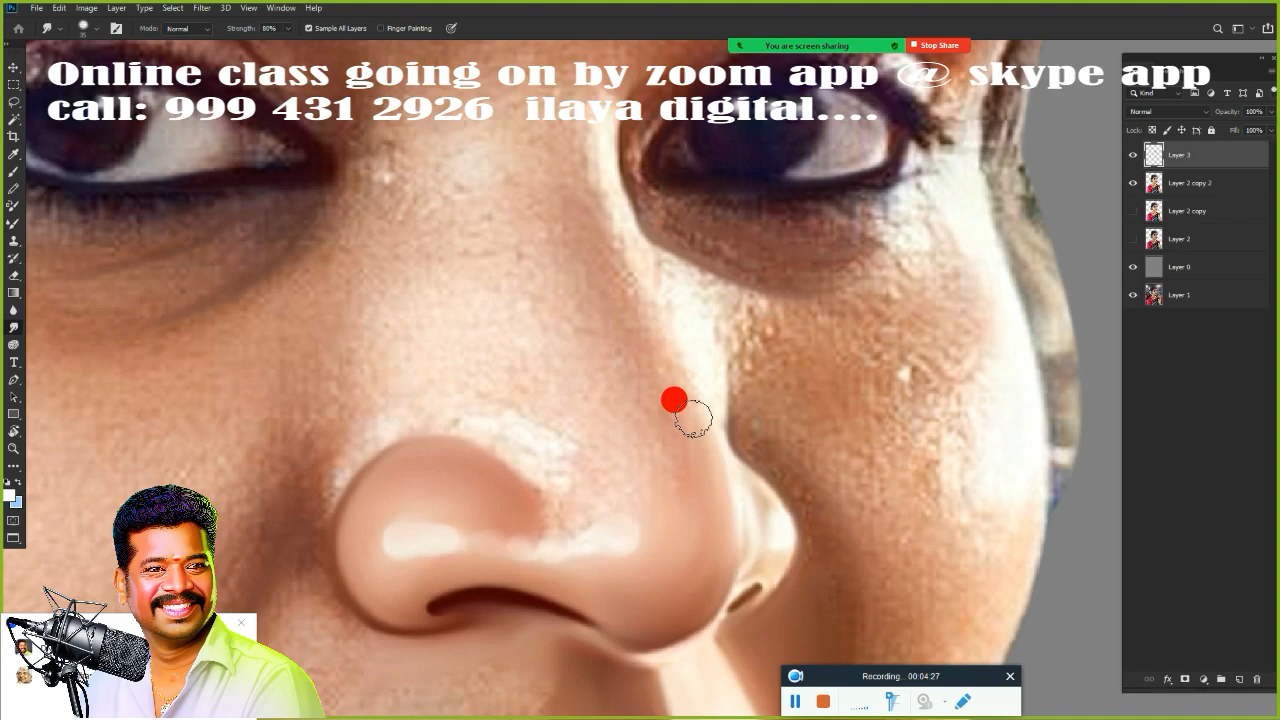 File Edit Image Layer Type Select Filter 3D View Window Help
Mode: Normal Strength: 80% Sample All Layers Finger Painting
35
You are screen sharing Stop Share
Online class going on by zoom app @ skype app
call: 999 431 2926 ilaya digital....
Kind
Normal Opacity: 100%
Lock: Fill: 100%
Layer 3
Layer 2 copy 2
Layer 2 copy
Layer 2
Layer 0
Layer 1
Recording... 00:04:27